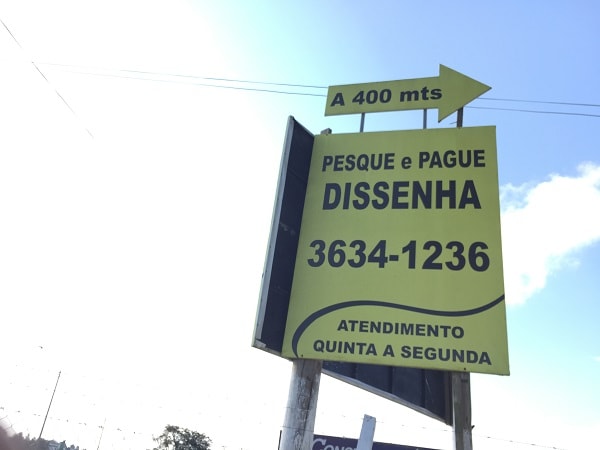 A 400 mts
PESQUE e PAGUE
DISSENHA
3634-1236
ATENDIMENTO
QUINTA A SEGUNDA